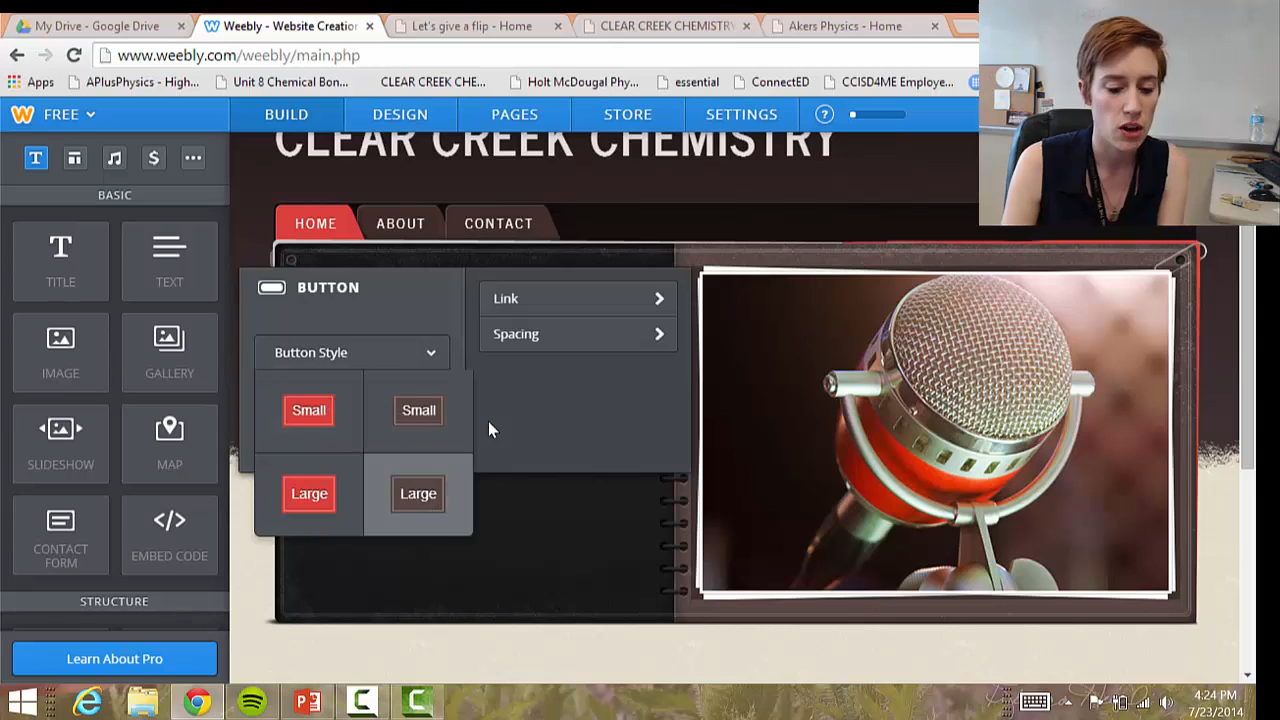 My Drive - Google Drive
Weebly - Website Creation
Let's give a flip - Home
CLEAR CREEK CHEMISTRY
Akers Physics - Home
www.weebly.com/weebly/main.php
Apps
APlusPhysics - High...
Unit 8 Chemical Bon...
CLEAR CREEK CHE...
Holt McDougal Phy...
essential
ConnectED
CCISD4ME Employe...
FREE
BUILD
DESIGN
PAGES
STORE
SETTINGS
?
CLEAR CREEK CHEMISTRY
BASIC
HOME
ABOUT
CONTACT
T
TITLE
TEXT
IMAGE
GALLERY
SLIDESHOW
MAP
CONTACT FORM
</>
EMBED CODE
STRUCTURE
Learn About Pro
BUTTON
Button Style
Small
Small
Large
Large
Link
Spacing
4:24 PM
7/23/2014